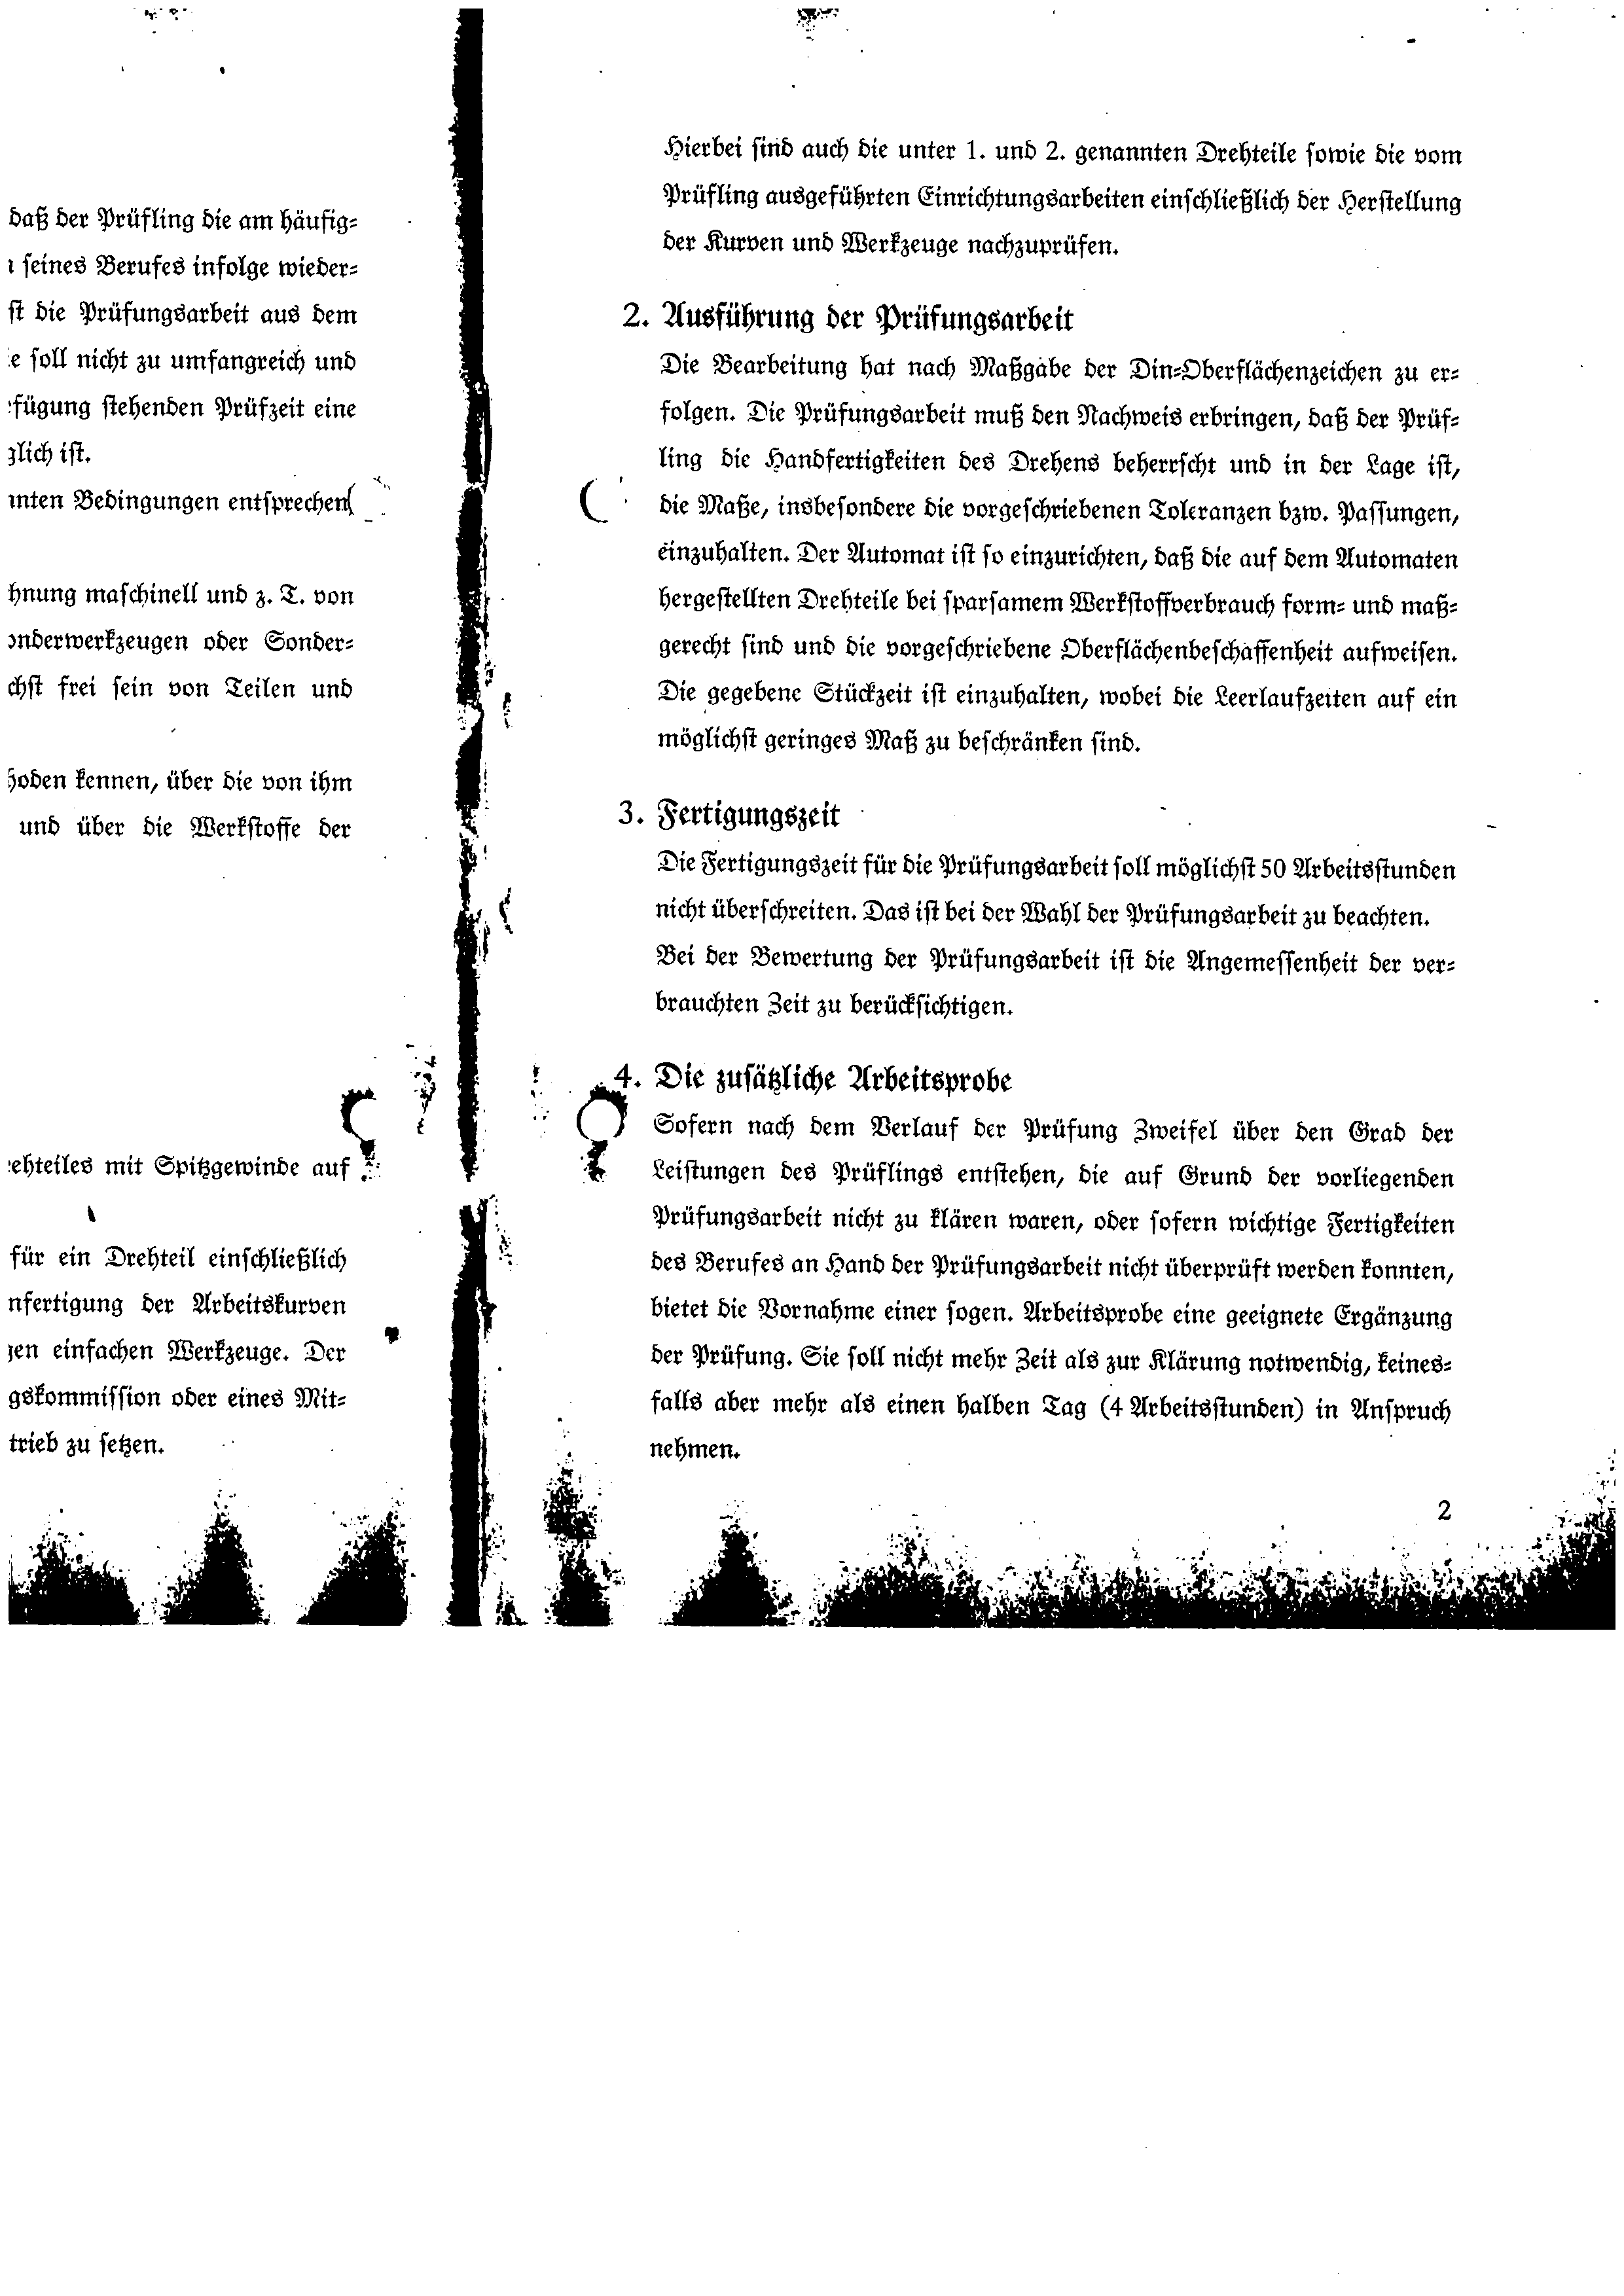 daß der Prüfling die am häufig-
seines Berufes infolge wieder-
die Prüfungsarbeit aus dem
soll nicht zu umfangreich und
fügung stehenden Prüfzeit eine
lich ist.
mten Bedingungen entsprechen
hnung maschinell und z. T. von
onderwerkzeugen oder Sonder-
chst frei sein von Teilen und
hoden kennen, über die von ihm
und über die Werkstoffe der
ehteiles mit Spitzgewinde auf
für ein Drehteil einschließlich
nfertigung der Arbeitskurven
gen einfachen Werkzeuge. Der
gskommission oder eines Mit-
trieb zu setzen.
Hierbei sind auch die unter 1. und 2. genannten Drehteile sowie die vom
Prüfling ausgeführten Einrichtungsarbeiten einschließlich der Herstellung
der Kurven und Werkzeuge nachzuprüfen.
2. Ausführung der Prüfungsarbeit
Die Bearbeitung hat nach Maßgabe der Din-Oberflächenzeichen zu er-
folgen. Die Prüfungsarbeit muß den Nachweis erbringen, daß der Prüf-
ling die Handfertigkeiten des Drehens beherrscht und in der Lage ist,
die Maße, insbesondere die vorgeschriebenen Toleranzen bzw. Passungen,
einzuhalten. Der Automat ist so einzurichten, daß die auf dem Automaten
hergestellten Drehteile bei sparsamem Werkstoffverbrauch form- und maß-
gerecht sind und die vorgeschriebene Oberflächenbeschaffenheit aufweisen.
Die gegebene Stückzeit ist einzuhalten, wobei die Leerlaufzeiten auf ein
möglichst geringes Maß zu beschränken sind.
3. Fertigungszeit
Die Fertigungszeit für die Prüfungsarbeit soll möglichst 50 Arbeitsstunden
nicht überschreiten. Das ist bei der Wahl der Prüfungsarbeit zu beachten.
Bei der Bewertung der Prüfungsarbeit ist die Angemessenheit der ver-
brauchten Zeit zu berücksichtigen.
4. Die zusätzliche Arbeitsprobe
Sofern nach dem Verlauf der Prüfung Zweifel über den Grad der
Leistungen des Prüflings entstehen, die auf Grund der vorliegenden
Prüfungsarbeit nicht zu klären waren, oder sofern wichtige Fertigkeiten
des Berufes an Hand der Prüfungsarbeit nicht überprüft werden konnten,
bietet die Vornahme einer sogen. Arbeitsprobe eine geeignete Ergänzung
der Prüfung. Sie soll nicht mehr Zeit als zur Klärung notwendig, keines-
falls aber mehr als einen halben Tag (4 Arbeitsstunden) in Anspruch
nehmen.
2